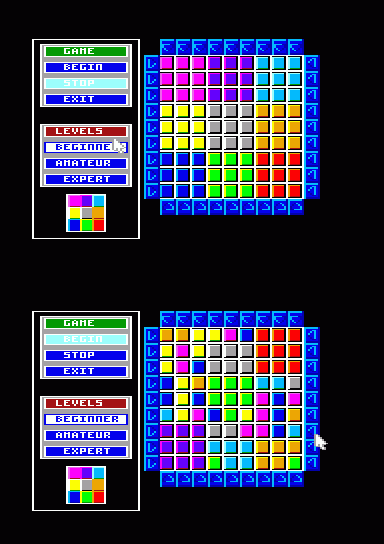 GAME
BEGIN
STOP
EXIT
LEVELS
BEGINNER
AMATEUR
EXPERT
GAME
BEGIN
STOP
EXIT
LEVELS
BEGINNER
AMATEUR
EXPERT